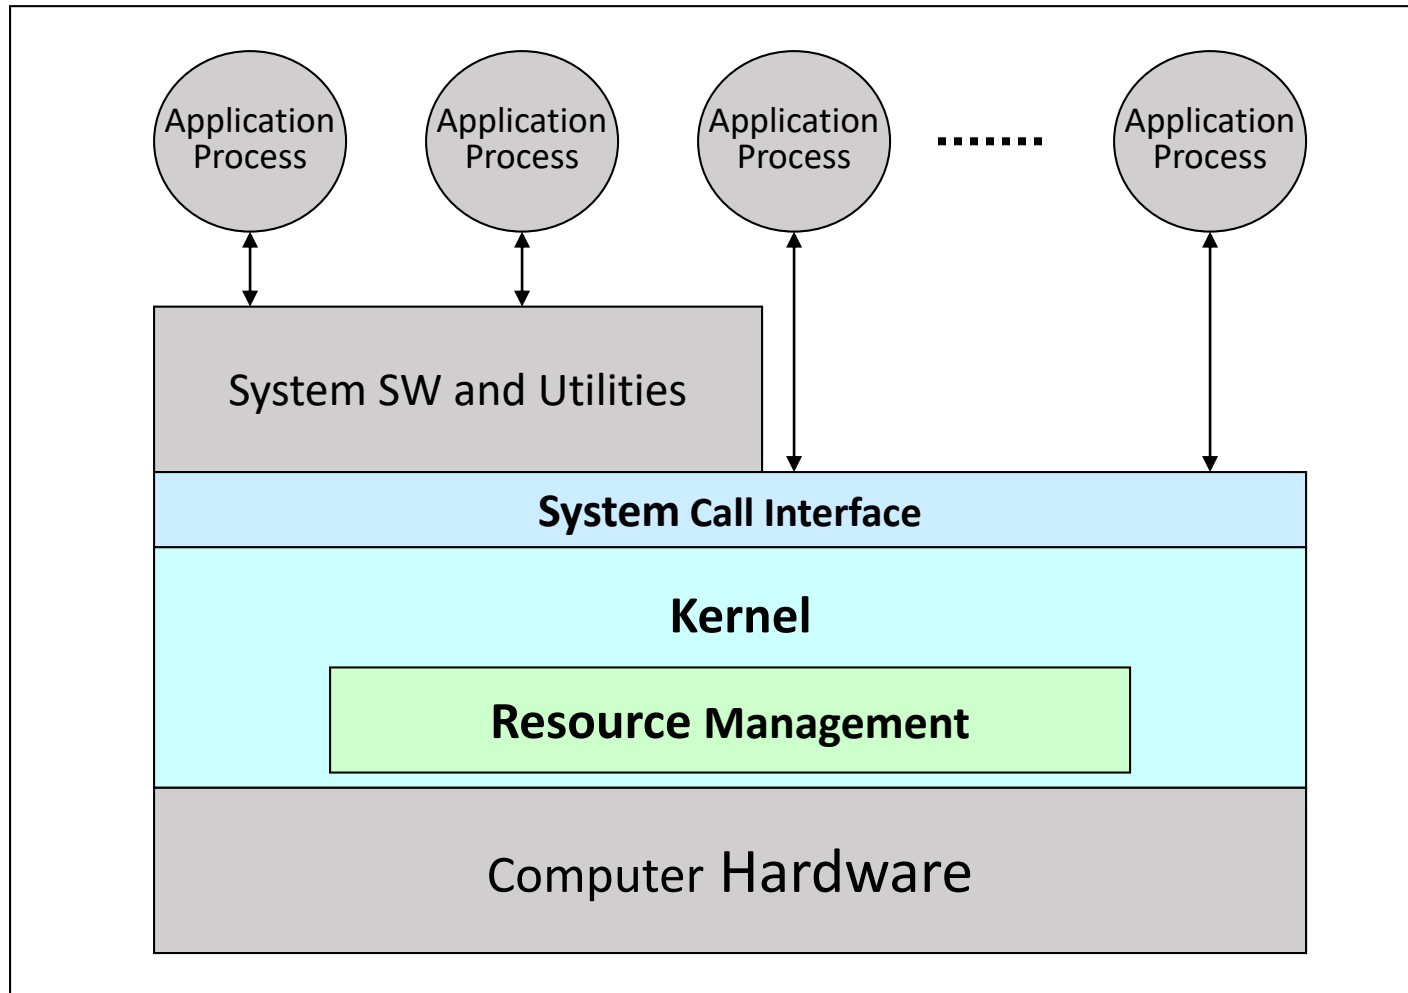 Application
Process
Application
Process
Application
Process
Application
Process
System SW and Utilities
System Call Interface
Kernel
Resource Management
Computer Hardware